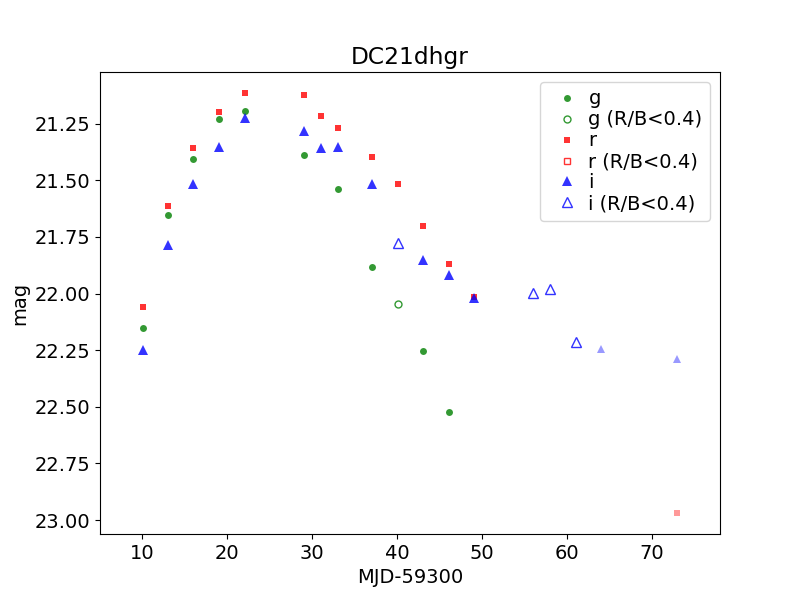 DC21dhgr
g
g (R/B<0.4)
r
r (R/B<0.4)
i
i (R/B<0.4)
mag
21.25
21.50
21.75
22.00
22.25
22.50
22.75
23.00
10 20 30 40 50 60 70
MJD-59300